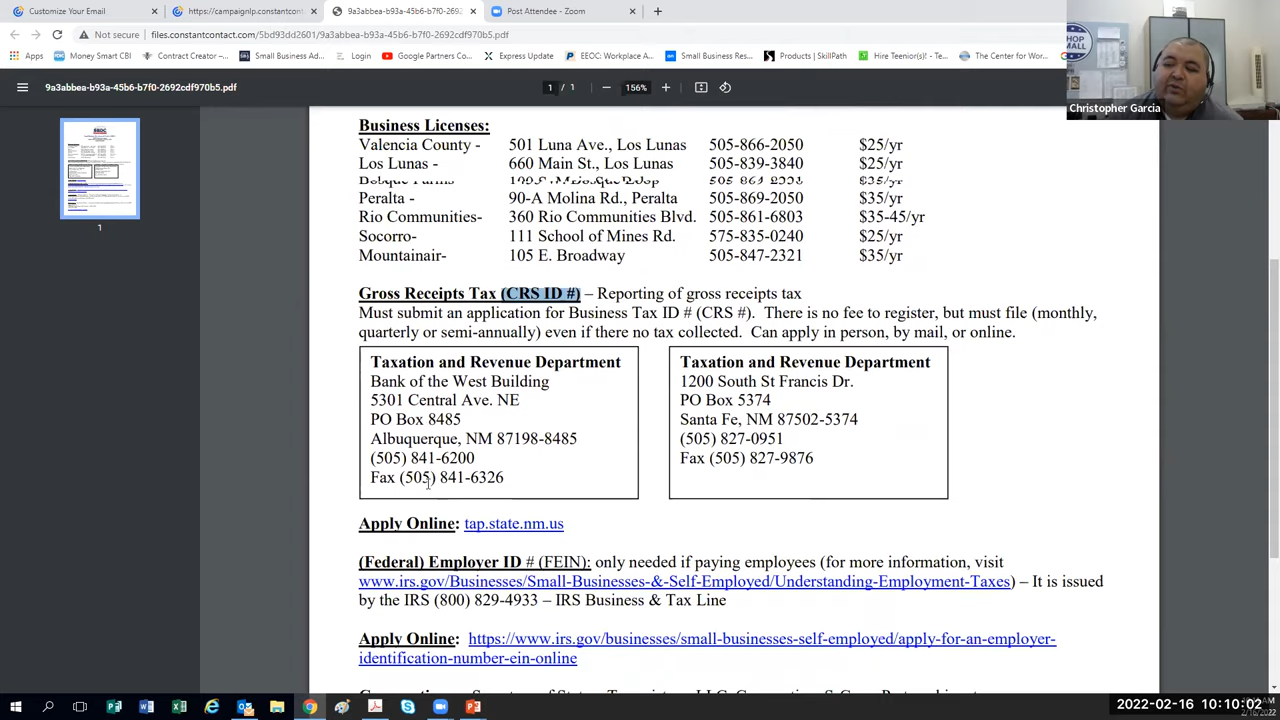 Customize Your Email
https://campaignlp.constantcont
9a3abbea-b93a-45b6-b7f0-2692
Post Attendee - Zoom
Not secure
files.constantcontact.com/5bd93dd2601/9a3abbea-b93a-45b6-b7f0-2692cdf970b5.pdf
Apps
Money Smart CBI
Contract Creator –...
Login
Express Update
EEOC: Workplace A...
Small Business Res...
Products | SkillPath
Hire Teenior(s)! - To...
The Center for Wor...
9a3abbea-b93a-45b6-b7f0-2692cdf970b5.pdf
1 / 1
156%
HOP
MALL
Christopher Garcia
1
Business Licenses:
Valencia County - 501 Luna Ave., Los Lunas 505-866-2050 $25/yr
Los Lunas - 660 Main St., Los Lunas 505-839-3840 $25/yr
Peralta - 90-A Molina Rd., Peralta 505-869-2050 $35/yr
Rio Communities- 360 Rio Communities Blvd. 505-861-6803 $35-45/yr
Socorro- 111 School of Mines Rd. 575-835-0240 $25/yr
Mountainair- 105 E. Broadway 505-847-2321 $35/yr
Gross Receipts Tax (CRS ID #) – Reporting of gross receipts tax
Must submit an application for Business Tax ID # (CRS #). There is no fee to register, but must file (monthly,
quarterly or semi-annually) even if there no tax collected. Can apply in person, by mail, or online.
Taxation and Revenue Department
Bank of the West Building
5301 Central Ave. NE
PO Box 8485
Albuquerque, NM 87198-8485
(505) 841-6200
Fax (505) 841-6326
Taxation and Revenue Department
1200 South St Francis Dr.
PO Box 5374
Santa Fe, NM 87502-5374
(505) 827-0951
Fax (505) 827-9876
Apply Online: tap.state.nm.us
(Federal) Employer ID # (FEIN): only needed if paying employees (for more information, visit
www.irs.gov/Businesses/Small-Businesses-&-Self-Employed/Understanding-Employment-Taxes) – It is issued
by the IRS (800) 829-4933 – IRS Business & Tax Line
Apply Online: https://www.irs.gov/businesses/small-businesses-self-employed/apply-for-an-employer-
identification-number-ein-online
2022-02-16 10:10:02